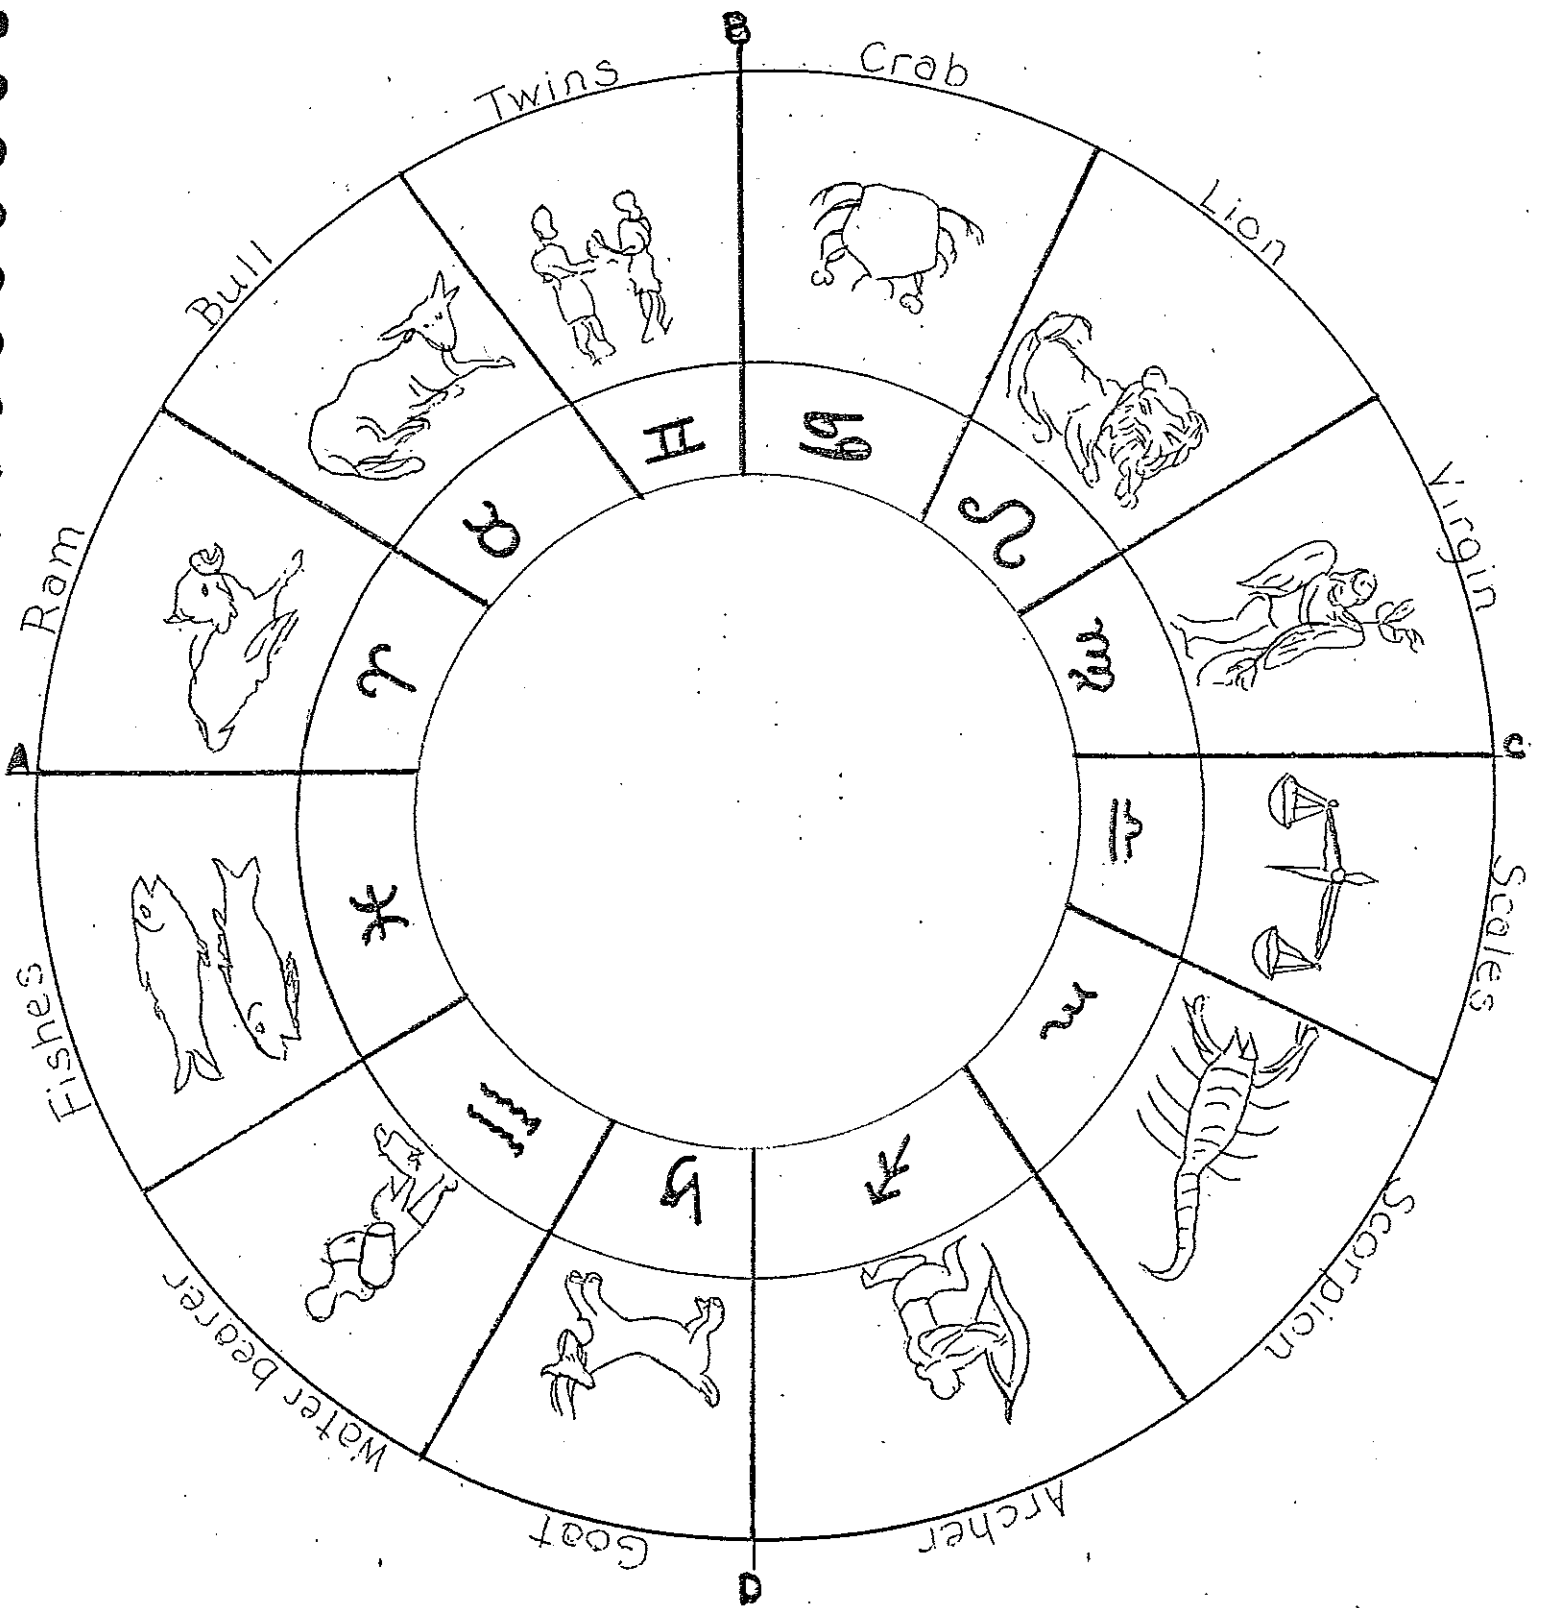 B
Crab
Lion
Virgin
C
Scales
Scorpion
Archer
D
Goat
Water bearer
Fishes
A
Ram
Bull
Twins
♊
♋
♌
♍
♎
♏
♐
♑
♒
♓
♈
♉